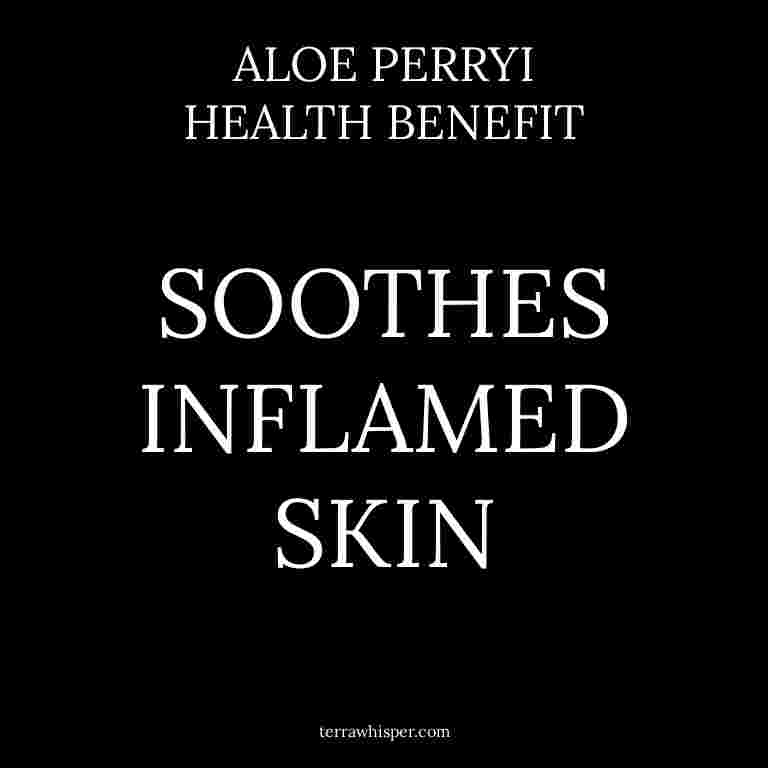 ALOE PERRYI
HEALTH BENEFIT
SOOTHES
INFLAMED
SKIN
terrawhisper.com